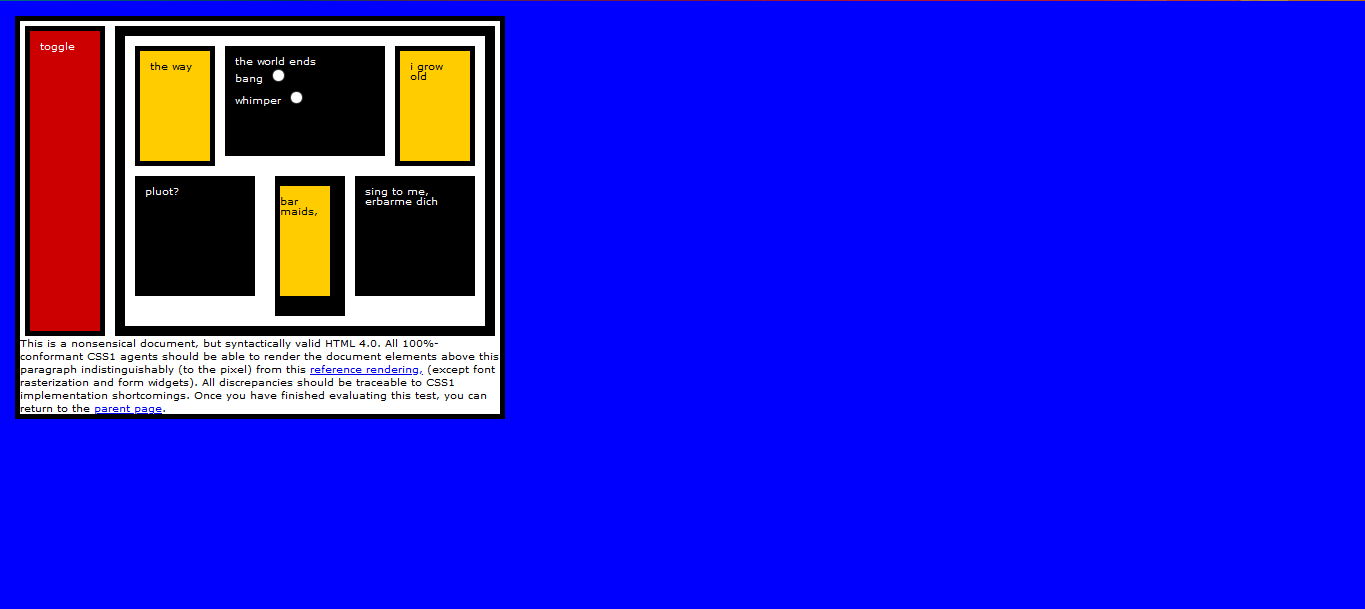 toggle
the way
the world ends
bang
whimper
i grow
old
pluot?
bar
maids,
sing to me,
erbarme dich
This is a nonsensical document, but syntactically valid HTML 4.0. All 100%-
conformant CSS1 agents should be able to render the document elements above this
paragraph indistinguishably (to the pixel) from this reference rendering, (except font
rasterization and form widgets). All discrepancies should be traceable to CSS1
implementation shortcomings. Once you have finished evaluating this test, you can
return to the parent page.